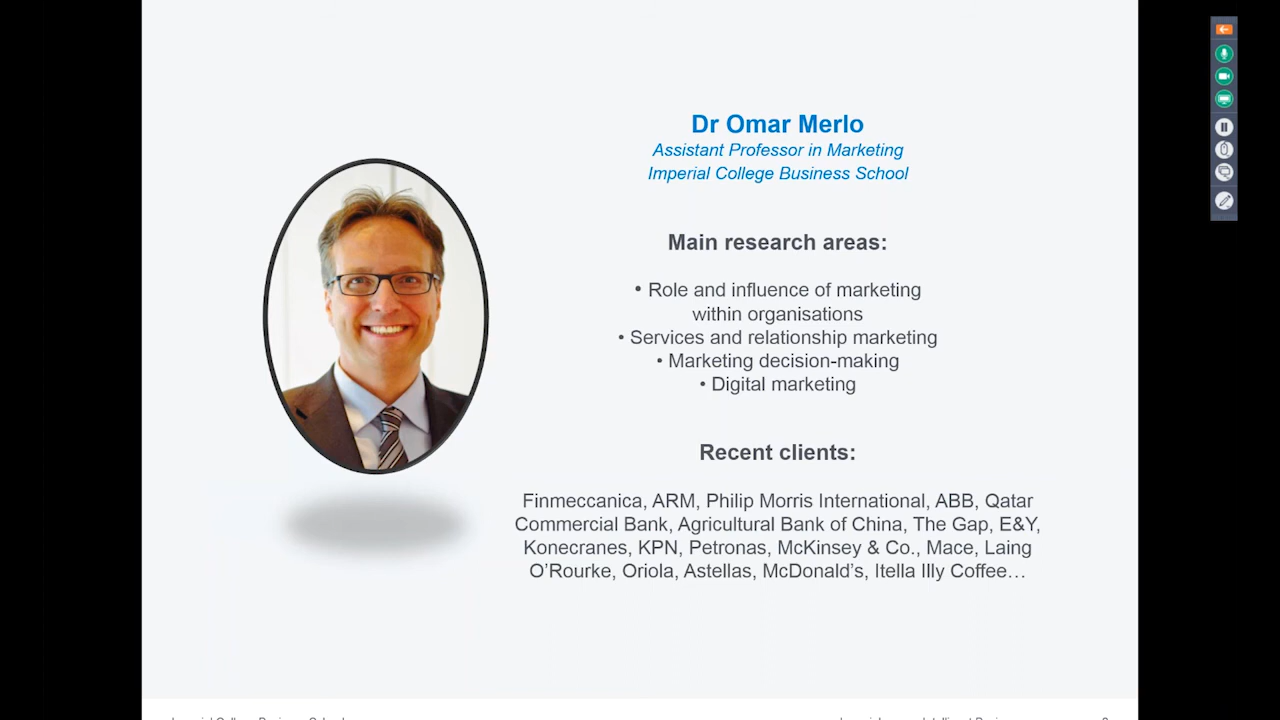 Dr Omar Merlo
Assistant Professor in Marketing
Imperial College Business School
Main research areas:
• Role and influence of marketing
within organisations
• Services and relationship marketing
• Marketing decision-making
• Digital marketing
Recent clients:
Finmeccanica, ARM, Philip Morris International, ABB, Qatar
Commercial Bank, Agricultural Bank of China, The Gap, E&Y,
Konecranes, KPN, Petronas, McKinsey & Co., Mace, Laing
O’Rourke, Oriola, Astellas, McDonald’s, Itella Illy Coffee…